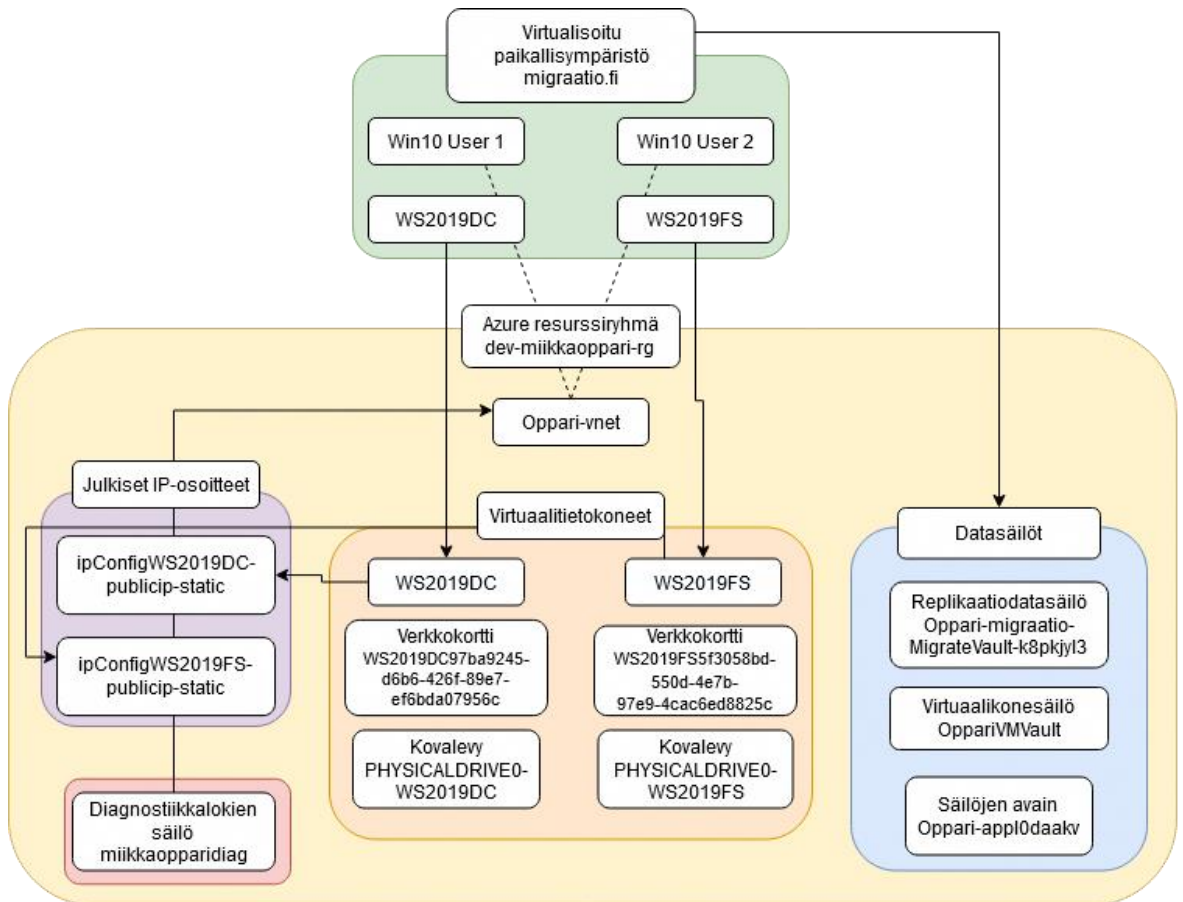 Virtualisoitu
paikallisympäristö
migraatio.fi
Win10 User 1
Win10 User 2
WS2019DC
WS2019FS
Azure resurssiryhmä
dev-miikkaoppari-rg
Oppari-vnet
Julkiset IP-osoitteet
ipConfigWS2019DC-
publicip-static
ipConfigWS2019FS-
publicip-static
Diagnostiikkalokien
säilö
miikkaopparidiag
Virtuaalitietokoneet
WS2019DC
Verkkokortti
WS2019DC97ba9245-
d6b6-426f-89e7-
ef6bda07956c
Kovalevy
PHYSICALDRIVE0-
WS2019DC
WS2019FS
Verkkokortti
WS2019FS5f3058bd-
550d-4e7b-
97e9-4cac6ed8825c
Kovalevy
PHYSICALDRIVE0-
WS2019FS
Datasäilöt
Replikaatiodatasäilö
Oppari-migraatio-
MigrateVault-k8pkjyl3
Virtuaalikonesäilö
OppariVMVault
Säilöjen avain
Oppari-appl0daakv